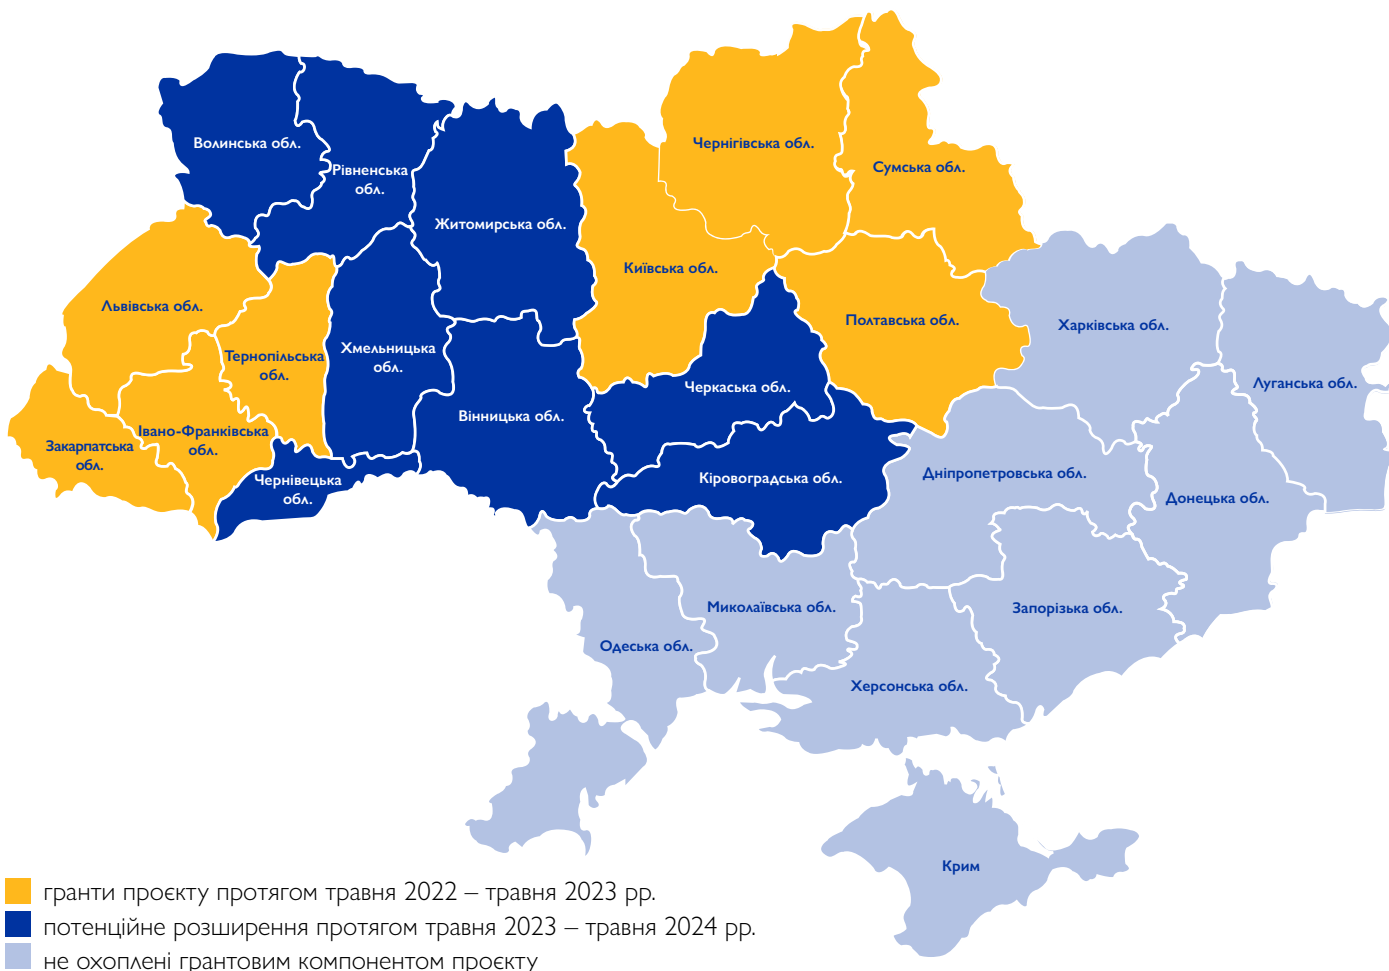 Чернігівська обл.
Волинська обл.
Сумська обл.
Рівненська
обл.
Житомирська обл.
Київська обл.
Львівська обл.
Полтавська обл.
Харківська обл.
Тернопільська
обл.
Хмельницька
обл.
Черкаська обл.
Луганська обл.
Вінницька обл.
Івано-Франківська
обл.
Закарпатська
обл.
Чернівецька
обл.
Кіровоградська обл.
Дніпропетровська обл.
Донецька обл.
Миколаївська обл.
Запорізька обл.
Одеська обл.
Херсонська обл.
Крим
гранти проєкту протягом травня 2022 – травня 2023 рр.
потенційне розширення протягом травня 2023 – травня 2024 рр.
не охоплені грантовим компонентом проєкту